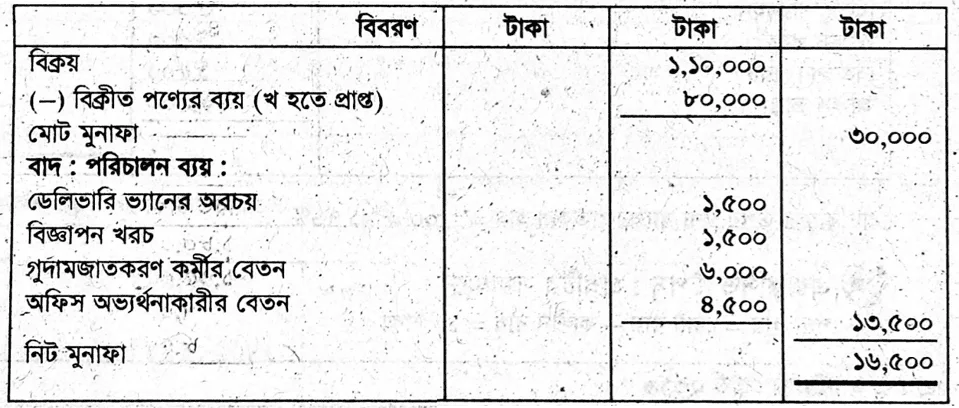 বিবরণ টাকা টাকা টাকা
বিক্রয় ১,১০,০০০
(−) বিক্রীত পণ্যের ব্যয় (খ হতে প্রাপ্ত) ৮০,০০০
মোট মুনাফা ৩০,০০০
বাদ : পরিচালন ব্যয় :
ডেলিভারি ভ্যানের অবচয় ১,৫০০
বিজ্ঞাপন খরচ ১,৫০০
গুদামজাতকরণ কর্মীর বেতন ৬,০০০
অফিস অভ্যর্থনাকারীর বেতন ৪,৫০০
১৩,৫০০
নিট মুনাফা ১৬,৫০০